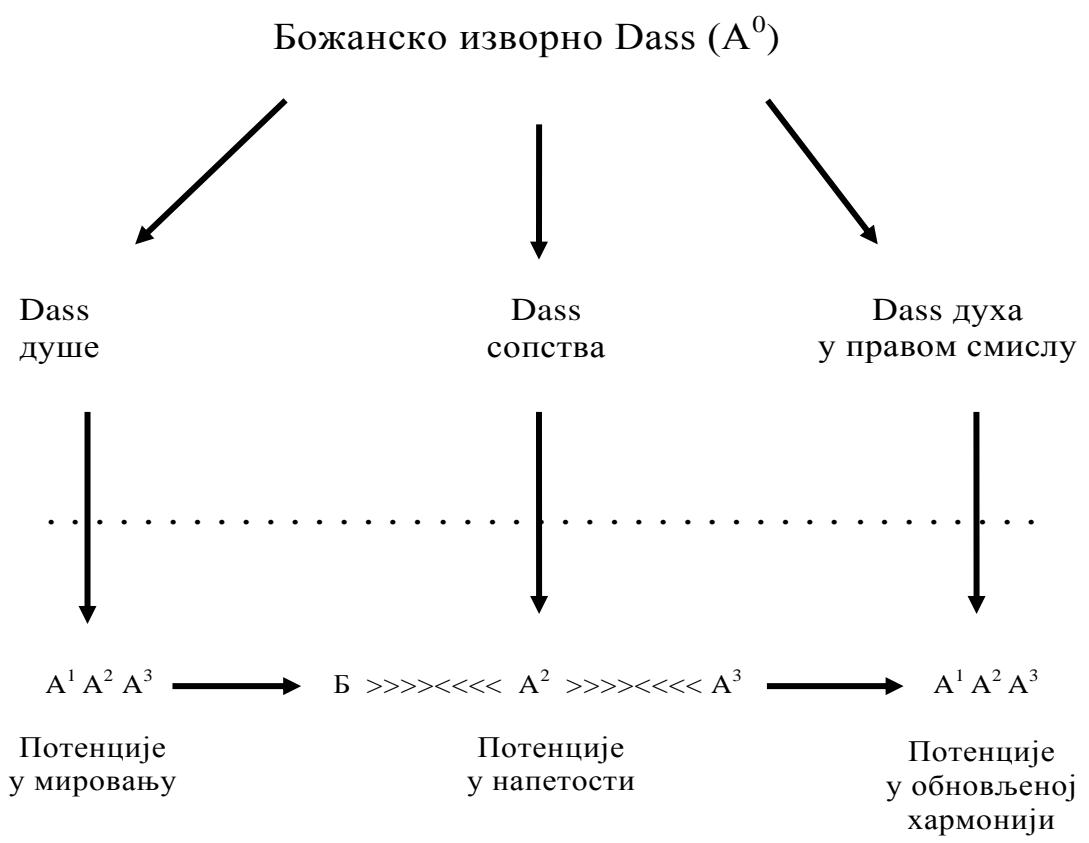 Божанско изворно Dass (A⁰)
Dass
душе
Dass
сопства
Dass духа
у правом смислу
A¹ A² A³
Б >>>><<<< A² >>>><<<< A³
A¹ A² A³
Потенције
у мировању
Потенције
у напетости
Потенције
у обновљеној
хармонији